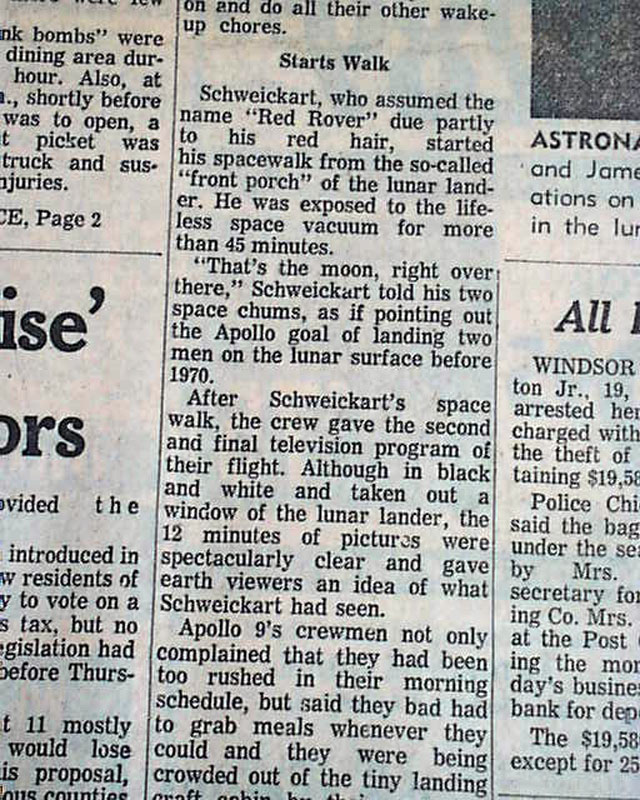 nk bombs" were
dining area dur-
hour. Also, at
., shortly before
was to open, a
t picket was
truck and sus-
njuries.
CE, Page 2
ise'
ors
ovided the
introduced in
w residents of
y to vote on a
s tax, but no
egislation had
before Thurs-
t 11 mostly
would lose
is proposal,
ous counties
on and do all their other wake-
up chores.
Starts Walk
Schweickart, who assumed the
name "Red Rover" due partly
to his red hair, started
his spacewalk from the so-called
"front porch" of the lunar land-
er. He was exposed to the life-
less space vacuum for more
than 45 minutes.
"That's the moon, right over
there," Schweickart told his two
space chums, as if pointing out
the Apollo goal of landing two
men on the lunar surface before
1970.
After Schweickart's space
walk, the crew gave the second
and final television program of
their flight. Although in black
and white and taken out a
window of the lunar lander, the
12 minutes of pictures were
spectacularly clear and gave
earth viewers an idea of what
Schweickart had seen.
Apollo 9's crewmen not only
complained that they had been
too rushed in their morning
schedule, but said they bad had
to grab meals whenever they
could and they were being
crowded out of the tiny landing
craft cabin by
ASTRONA
and Jame
ations on
in the lur
All
WINDSOR
ton Jr., 19,
arrested her
charged with
the theft of
taining $19,58
Police Chi
said the bag
under the sea
by Mrs.
secretary for
ing Co. Mrs.
at the Post
ing the mor
day's busine
bank for depo
The $19,58
except for 25